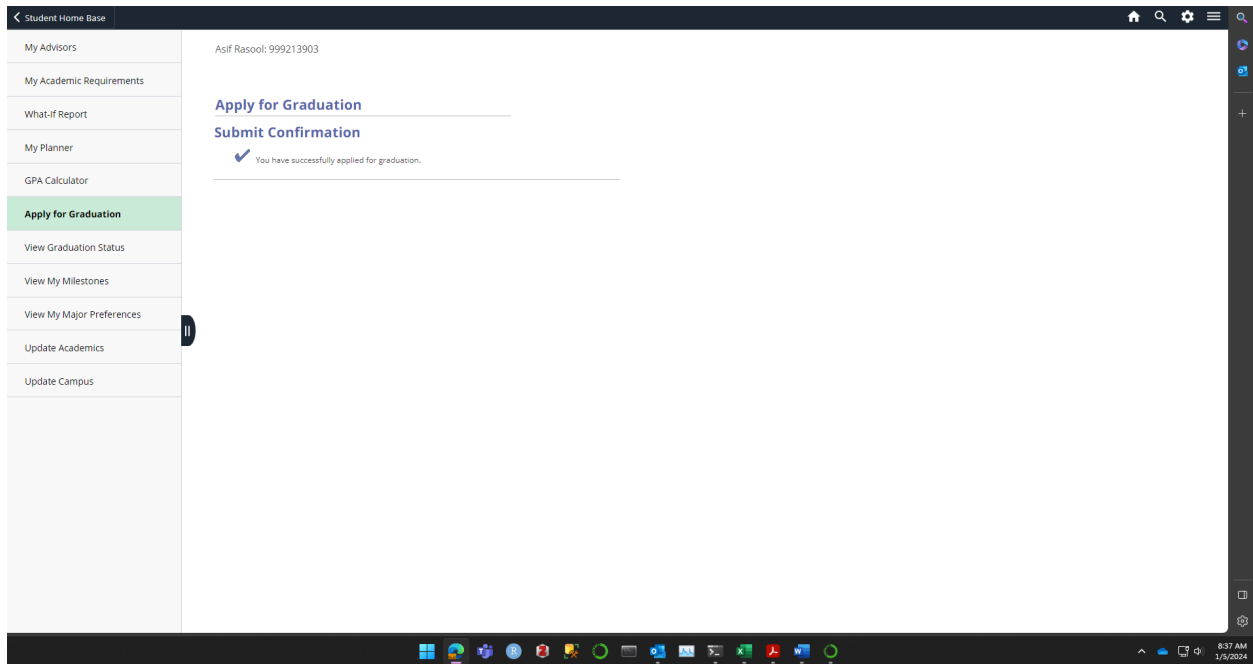 Student Home Base
My Advisors
My Academic Requirements
What-If Report
My Planner
GPA Calculator
Apply for Graduation
View Graduation Status
View My Milestones
View My Major Preferences
Update Academics
Update Campus
Asif Rasool: 999213903
Apply for Graduation
Submit Confirmation
You have successfully applied for graduation.
8:37 AM
1/5/2024